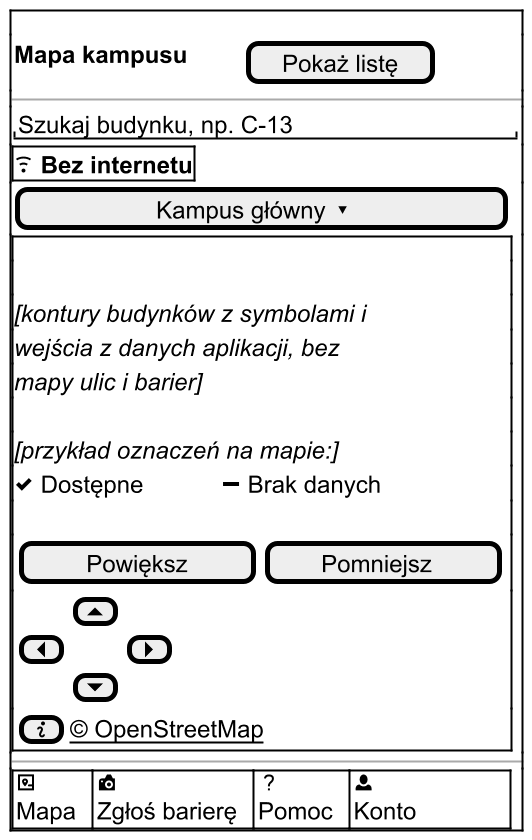 Mapa kampusu
Pokaż listę
Szukaj budynku, np. C-13
Bez internetu
Kampus główny ▼
[kontury budynków z symbolami i
wejścia z danych aplikacji, bez
mapy ulic i barier]
[przykład oznaczeń na mapie:]
✔ Dostępne
– Brak danych
Powiększ
Pomniejsz
i © OpenStreetMap
?
Mapa
Zgłoś barierę
Pomoc
Konto